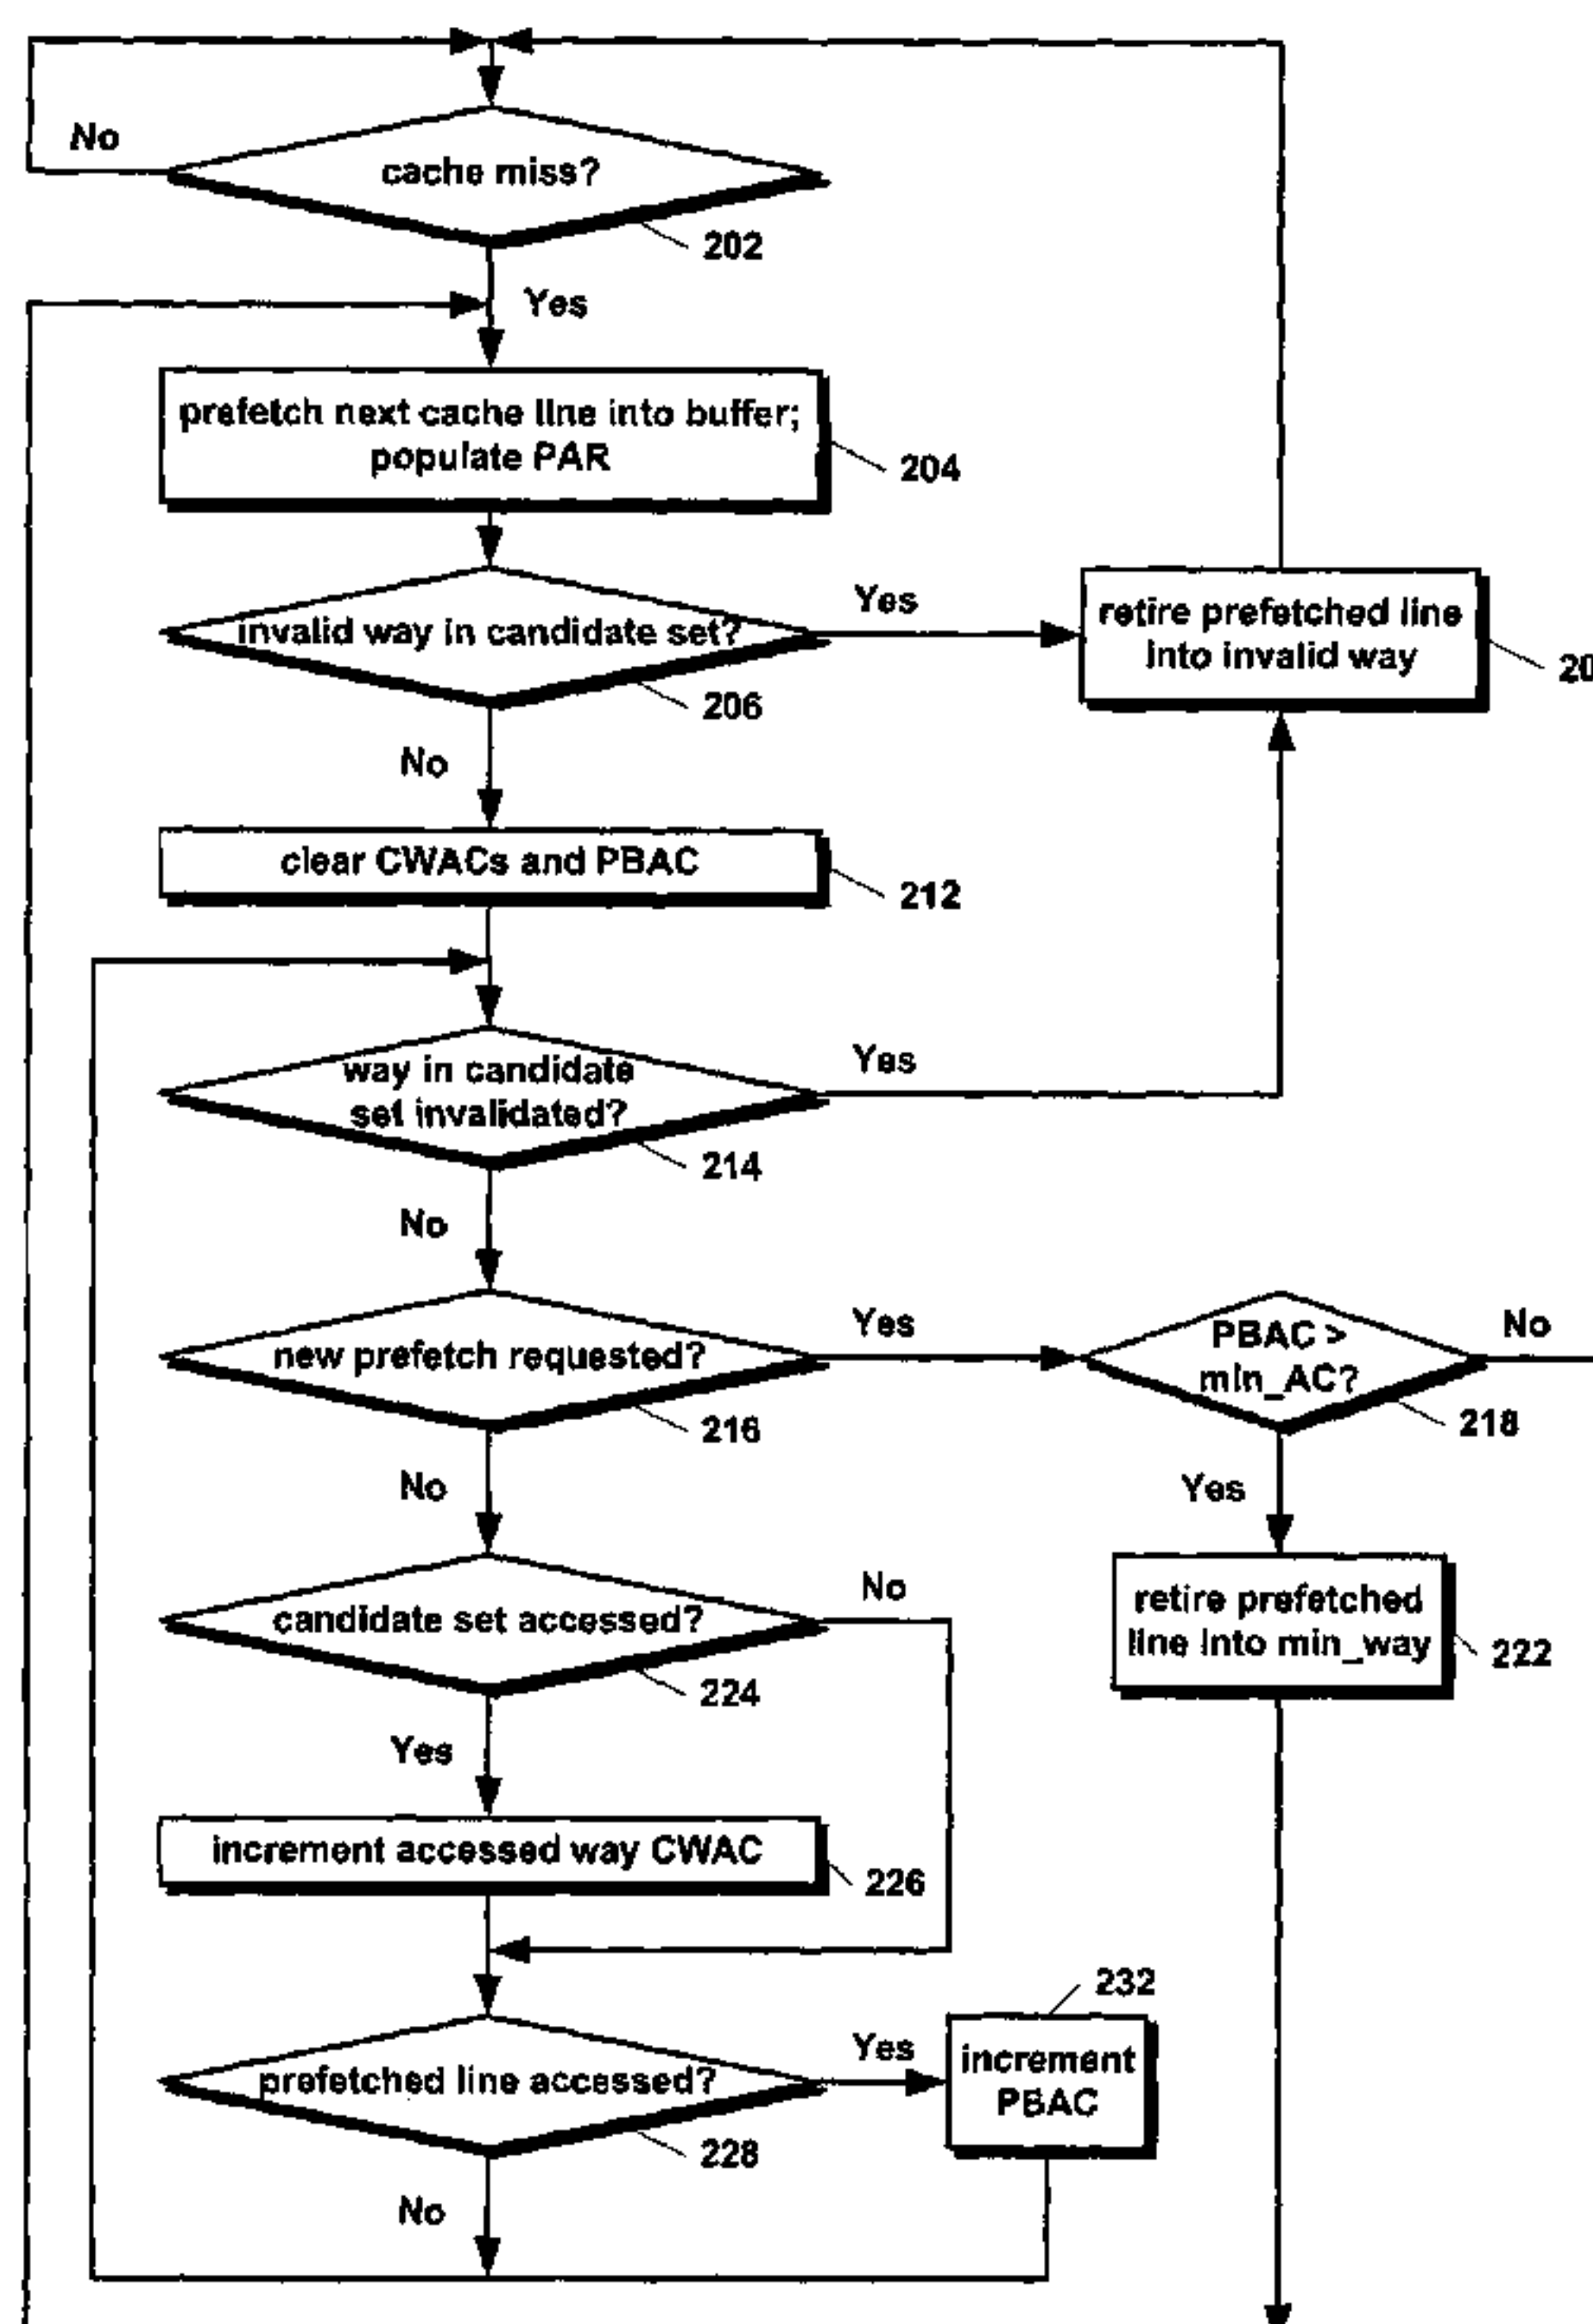 No
cache miss?
202
Yes
prefetch next cache line into buffer;
populate PAR
204
invalid way in candidate set?
206
Yes
retire prefetched line
into invalid way
20
No
clear CWACs and PBAC
212
way in candidate
set invalidated?
214
Yes
No
new prefetch requested?
216
Yes
PBAC >
min_AC?
218
No
No
Yes
candidate set accessed?
224
No
retire prefetched
line into min_way
222
Yes
increment accessed way CWAC
226
232
prefetched line accessed?
228
Yes
increment
PBAC
No